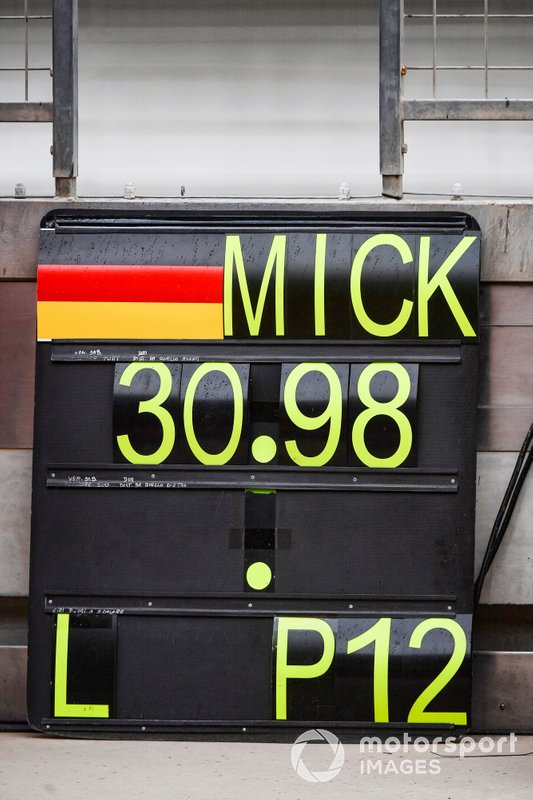 MICK
30.98
.
L P12
motorsport
IMAGES